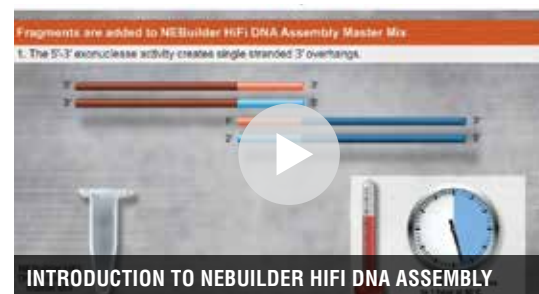 Fragments are added to NEBuilder HiFi DNA Assembly Master Mix
1. The 5'-3' exonuclease activity creates single stranded 3' overhangs.
INTRODUCTION TO NEBUILDER HIFI DNA ASSEMBLY